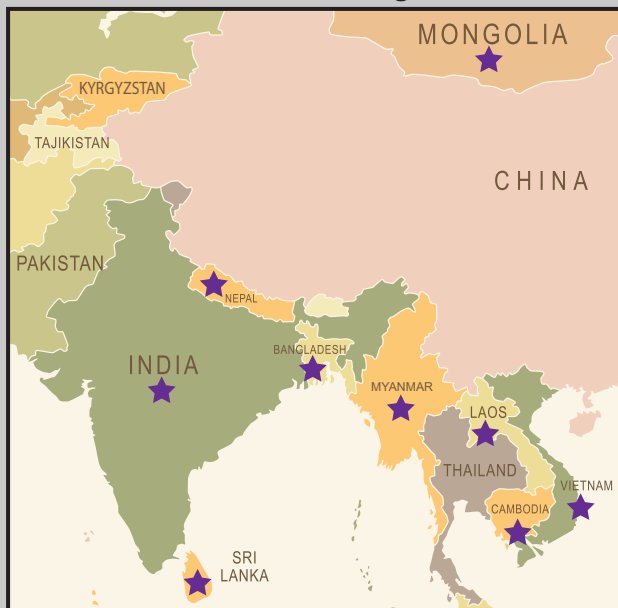 MONGOLIA
KYRGYZSTAN
TAJIKISTAN
CHINA
PAKISTAN
NEPAL
BANGLADESH
INDIA
MYANMAR
LAOS
THAILAND
VIETNAM
CAMBODIA
SRI
LANKA